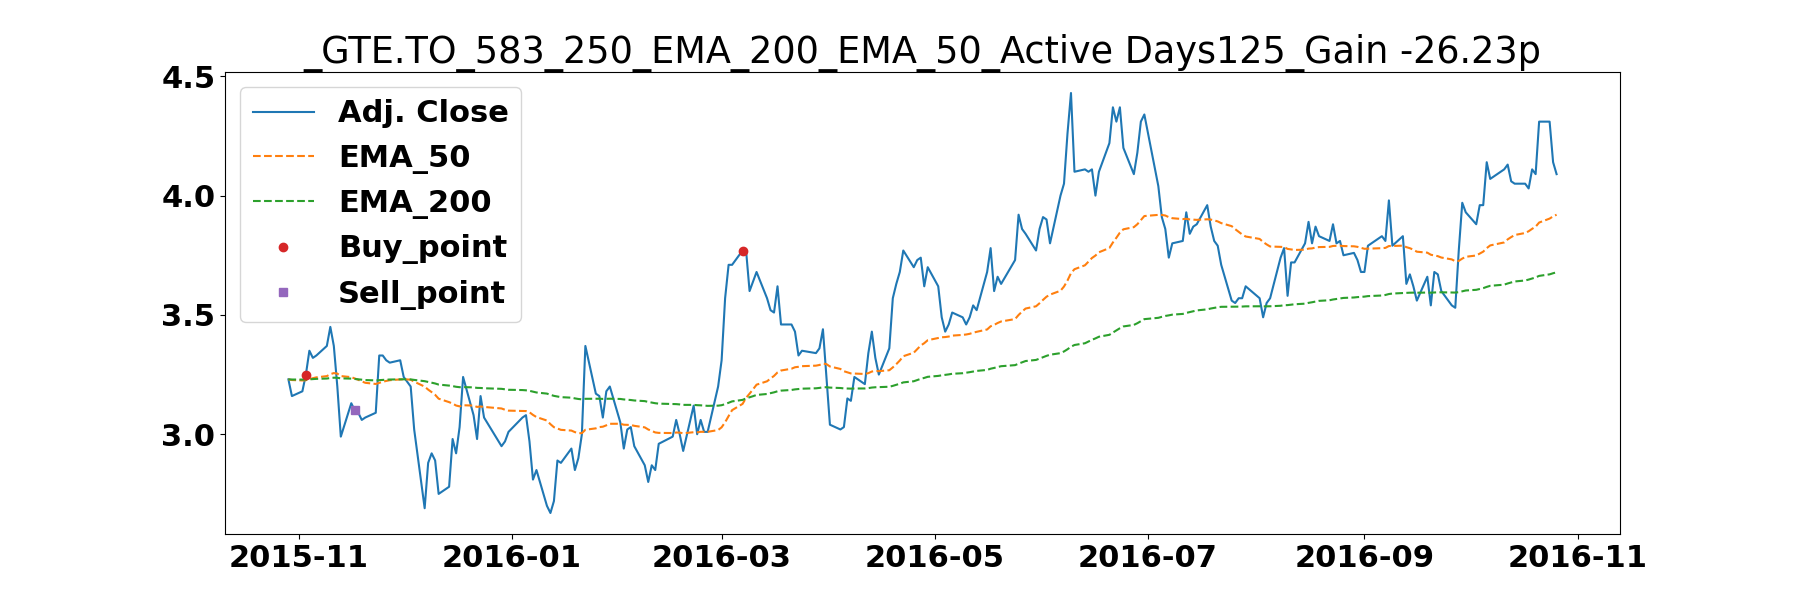 _GTE.TO_583_250_EMA_200_EMA_50_Active Days125_Gain -26.23p
4.5
4.0
3.5
3.0
Adj. Close
EMA_50
EMA_200
Buy_point
Sell_point
2015-11 2016-01 2016-03 2016-05 2016-07 2016-09 2016-11